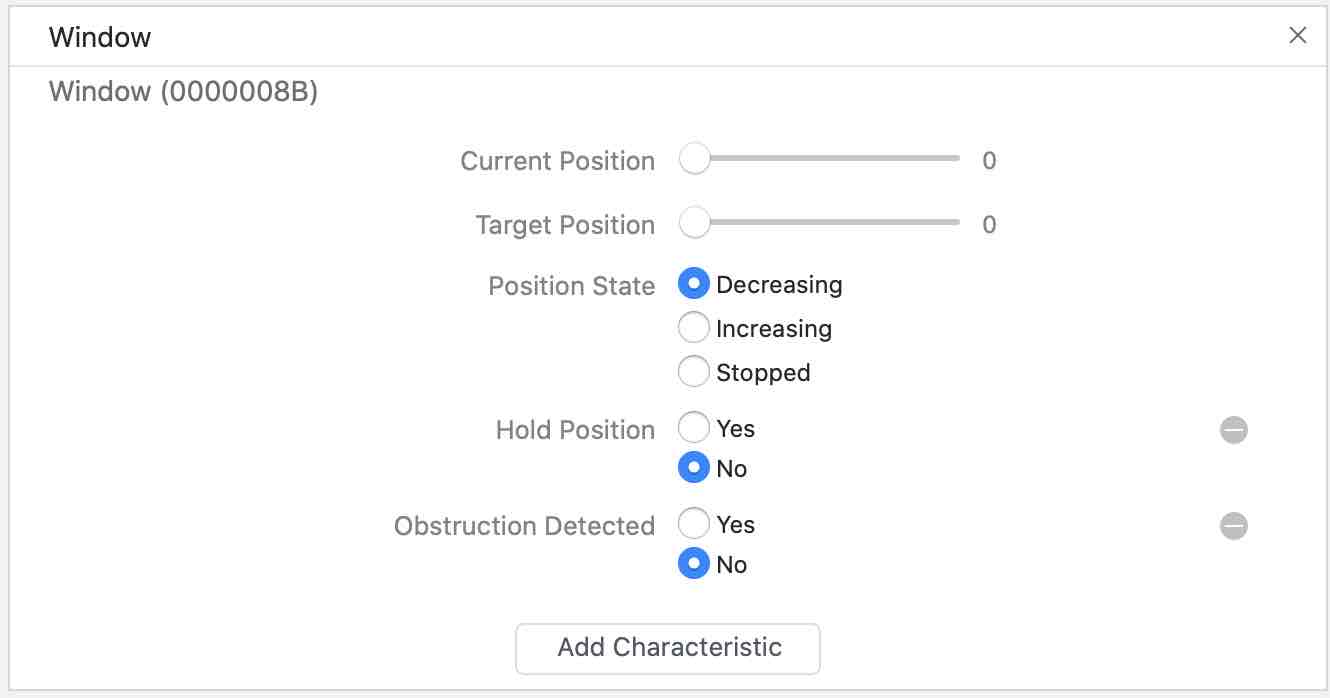 Window
Window (0000008B)
Current Position 0
Target Position 0
Position State Decreasing
Increasing
Stopped
Hold Position Yes
No
Obstruction Detected Yes
No
Add Characteristic